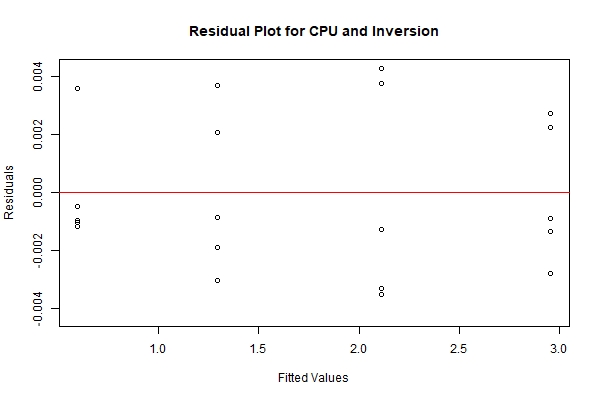 Residual Plot for CPU and Inversion
0.004
0.002
0.000
-0.002
-0.004
Residuals
1.0 1.5 2.0 2.5 3.0
Fitted Values